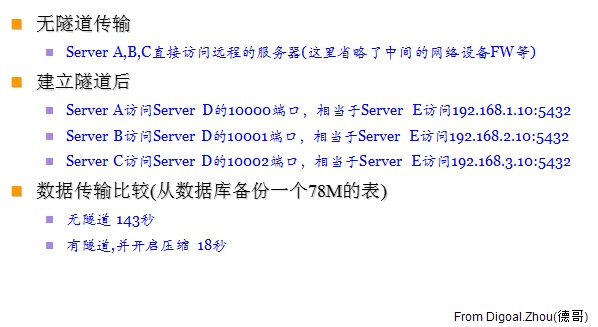 无隧道传输
Server A,B,C直接访问远程的服务器(这里省略了中间的网络设备FW等)
建立隧道后
Server A访问Server D的10000端口，相当于Server E访问192.168.1.10:5432
Server B访问Server D的10001端口，相当于Server E访问192.168.2.10:5432
Server C访问Server D的10002端口，相当于Server E访问192.168.3.10:5432
数据传输比较(从数据库备份一个78M的表)
无隧道 143秒
有隧道,并开启压缩 18秒
From Digoal.Zhou(德哥)